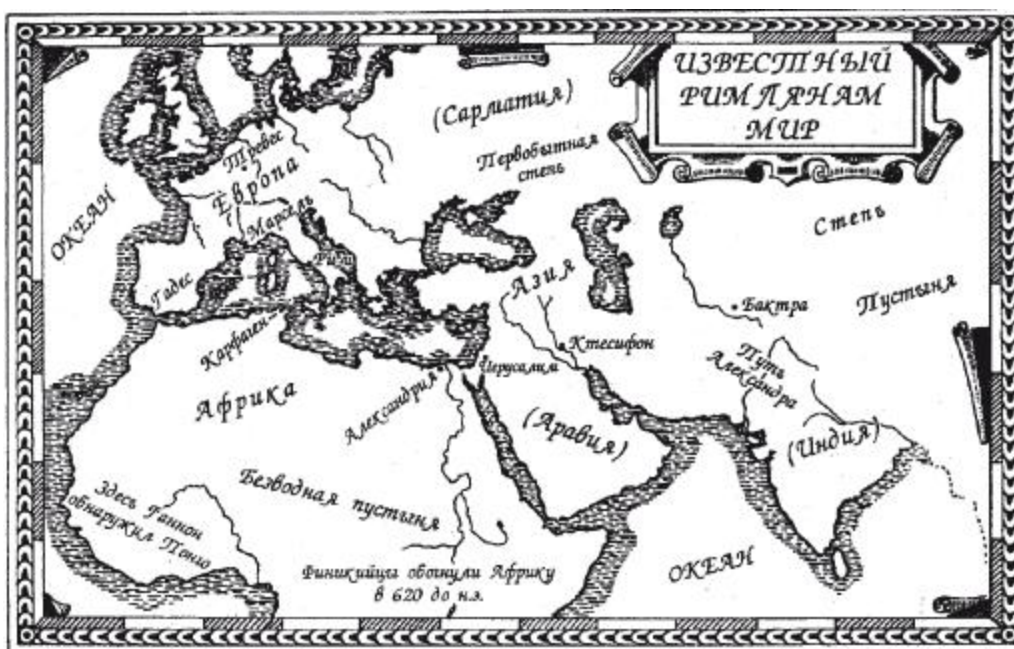 ИЗВЕСТНЫЙ
РИМЛЯНАМ
МИР
(Сарматия)
Первобытная
степь
Тревес
Европа
ОКЕАН
Марсель
Степь
Рим
Азия
Гадес
Пустыня
Бактра
Карфаген
Ктесифон
Путь
Александра
Иерусалим
Африка
Александрия
(Аравия)
(Индия)
Безводная пустыня
Здесь Ганнон
обнаружил Понго
ОКЕАН
Финикийцы обогнули Африку
в 620 до н.э.